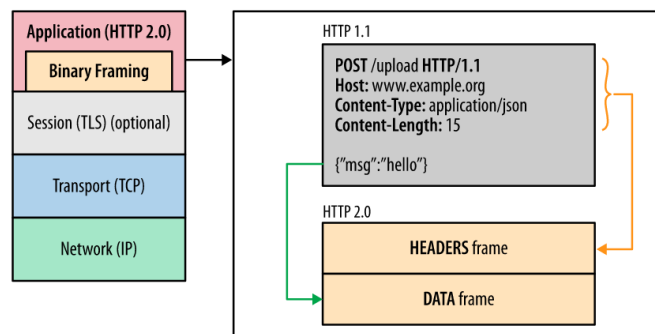 Application (HTTP 2.0)
Binary Framing
Session (TLS) (optional)
Transport (TCP)
Network (IP)
HTTP 1.1
POST /upload HTTP/1.1
Host: www.example.org
Content-Type: application/json
Content-Length: 15
{”msg”:”hello”}
HTTP 2.0
HEADERS frame
DATA frame